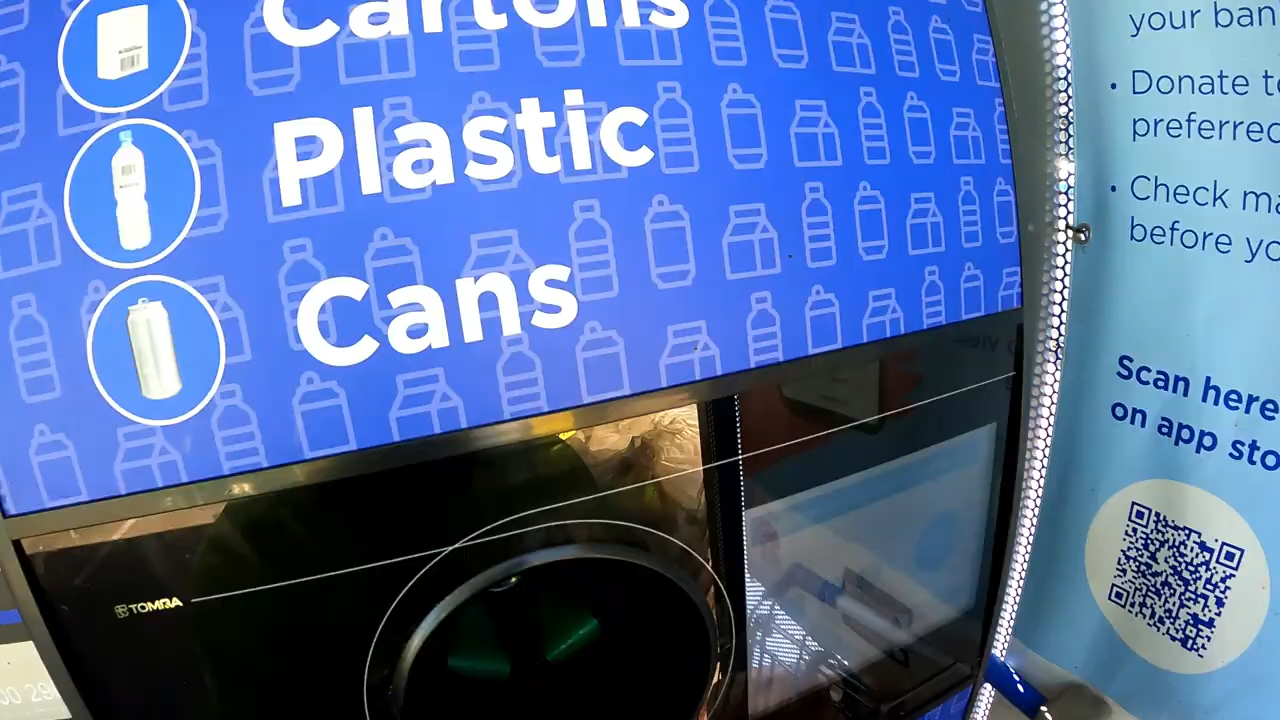 Cartons
Plastic
Cans
TOMRA
your ban
Donate to
preferred
Check ma
before yo
Scan here
on app sto